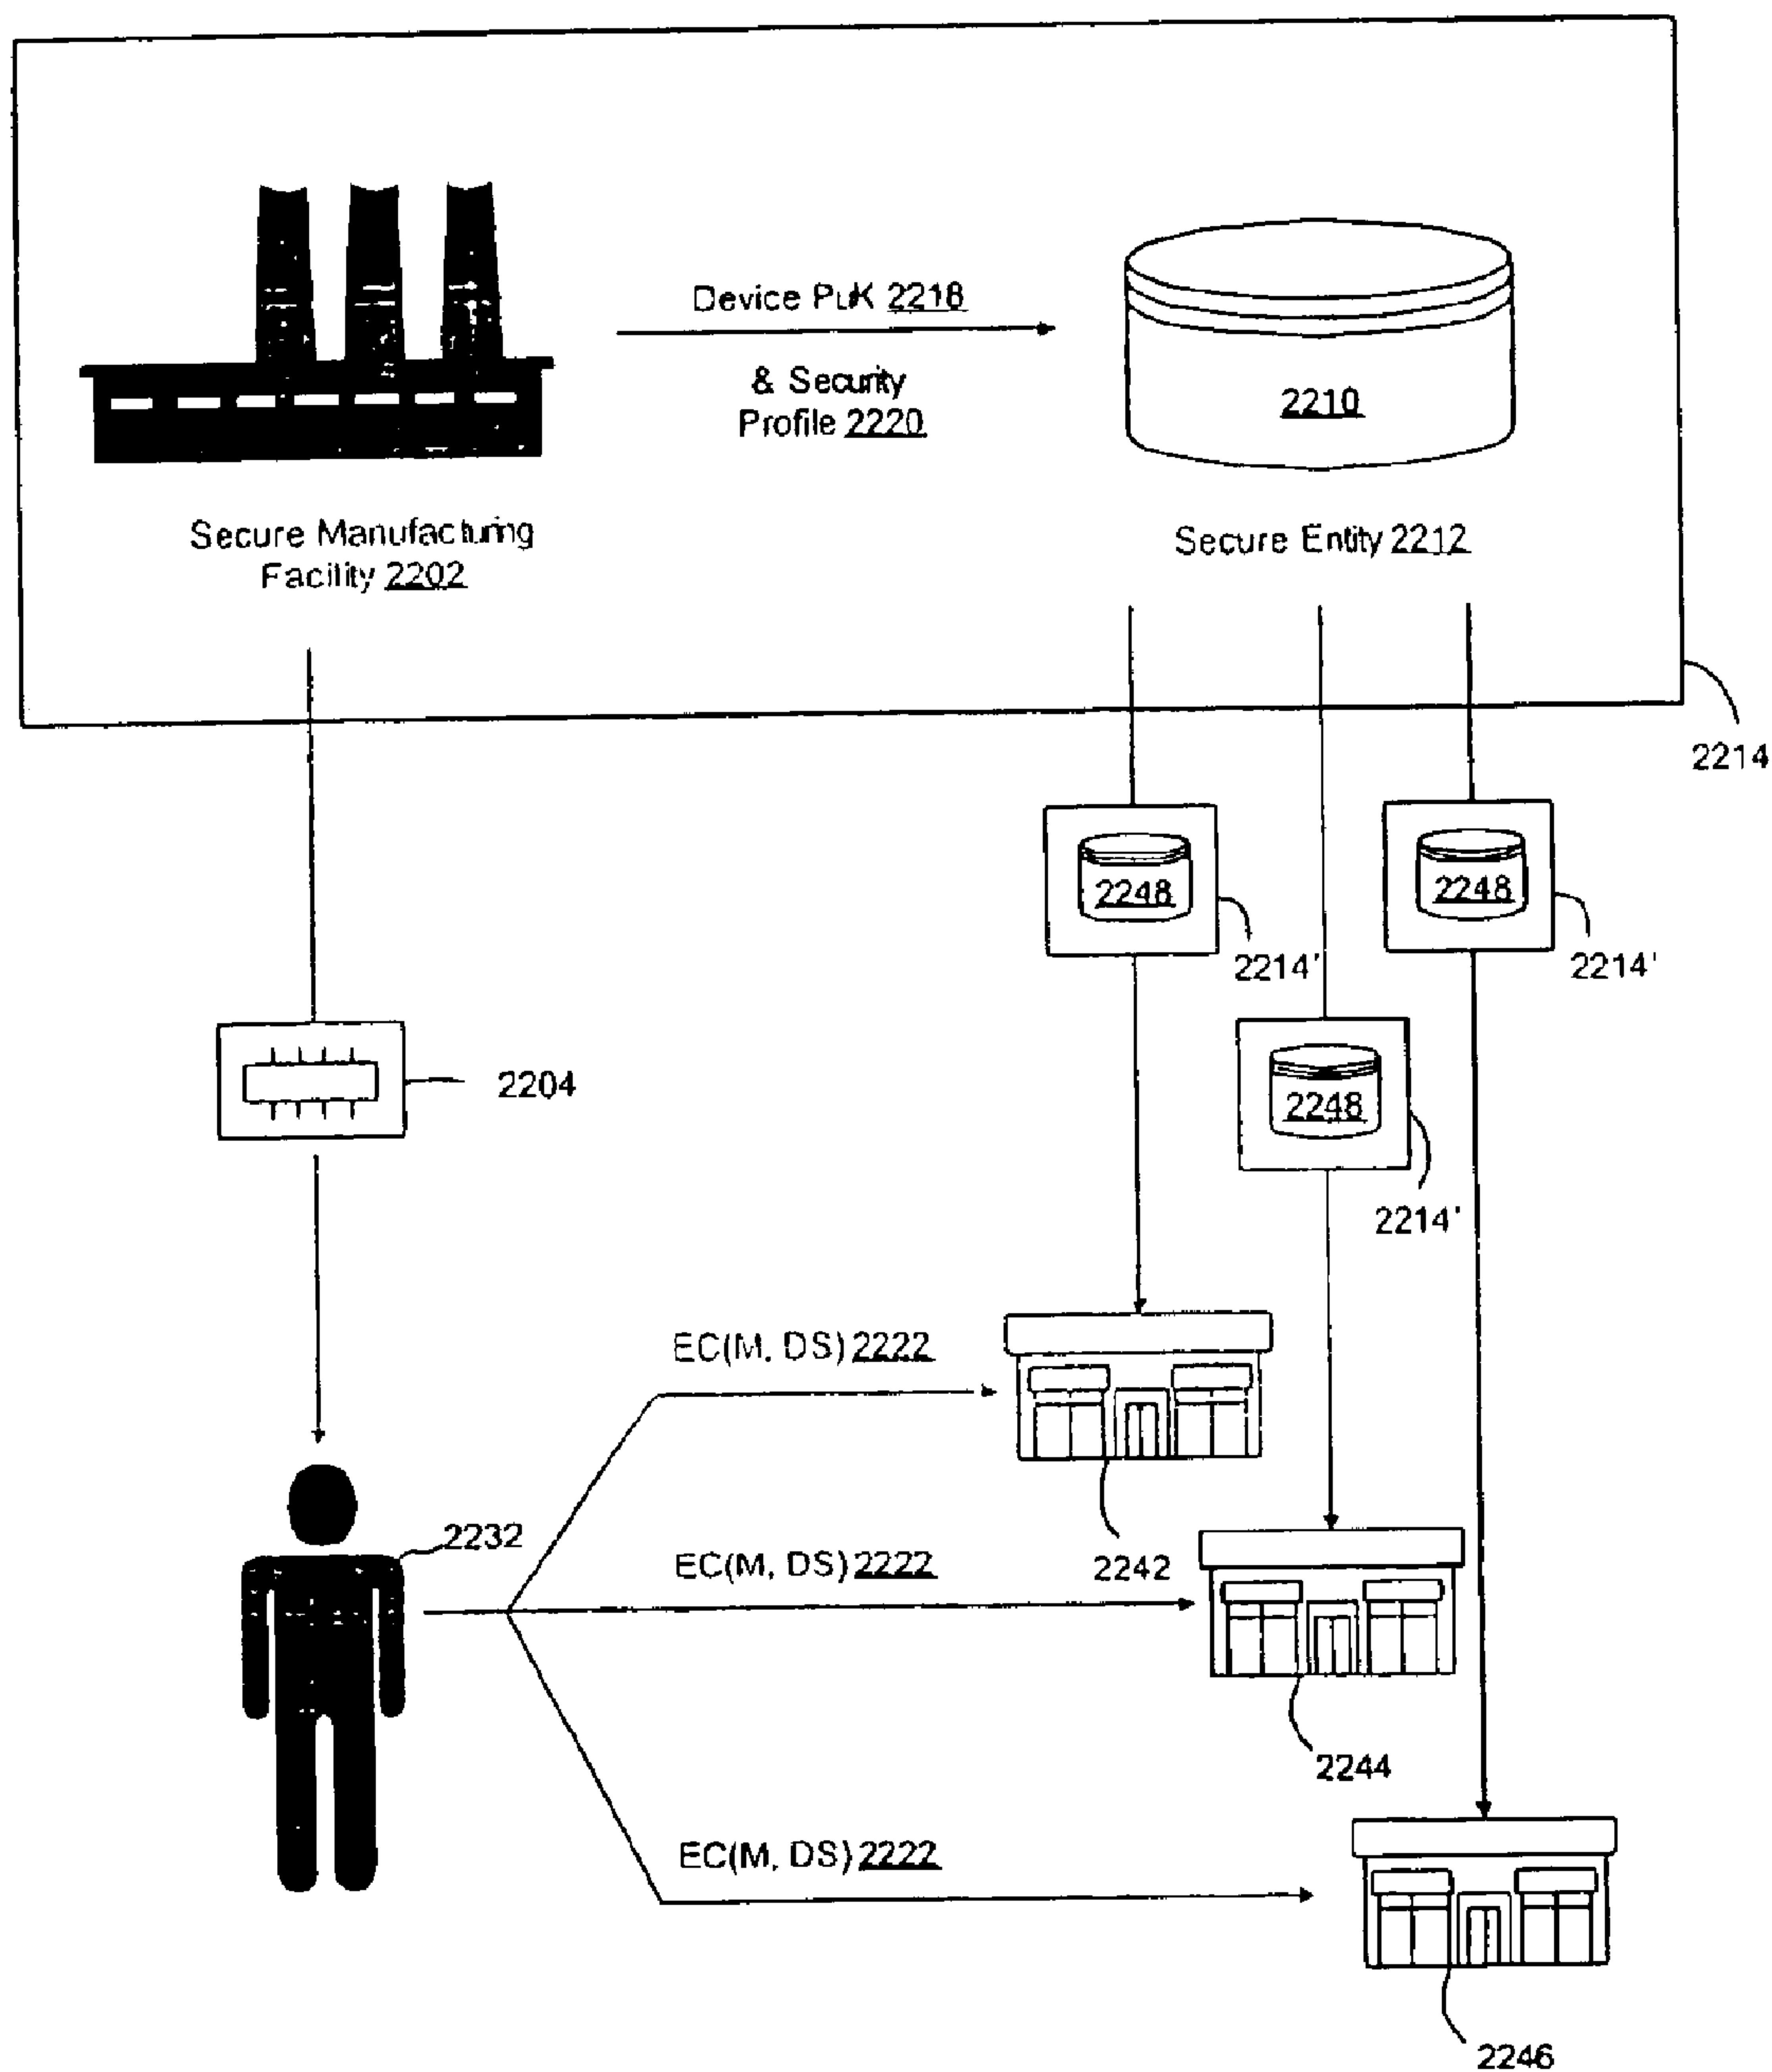 Device PuK 2218
& Security
Profile 2220
2210
Secure Manufacturing
Facility 2202
Secure Entity 2212
2214
2248
2248
2214'
2214'
2204
2248
2214'
EC(M, DS) 2222
2232
EC(M, DS) 2222
2242
2244
EC(M, DS) 2222
2246